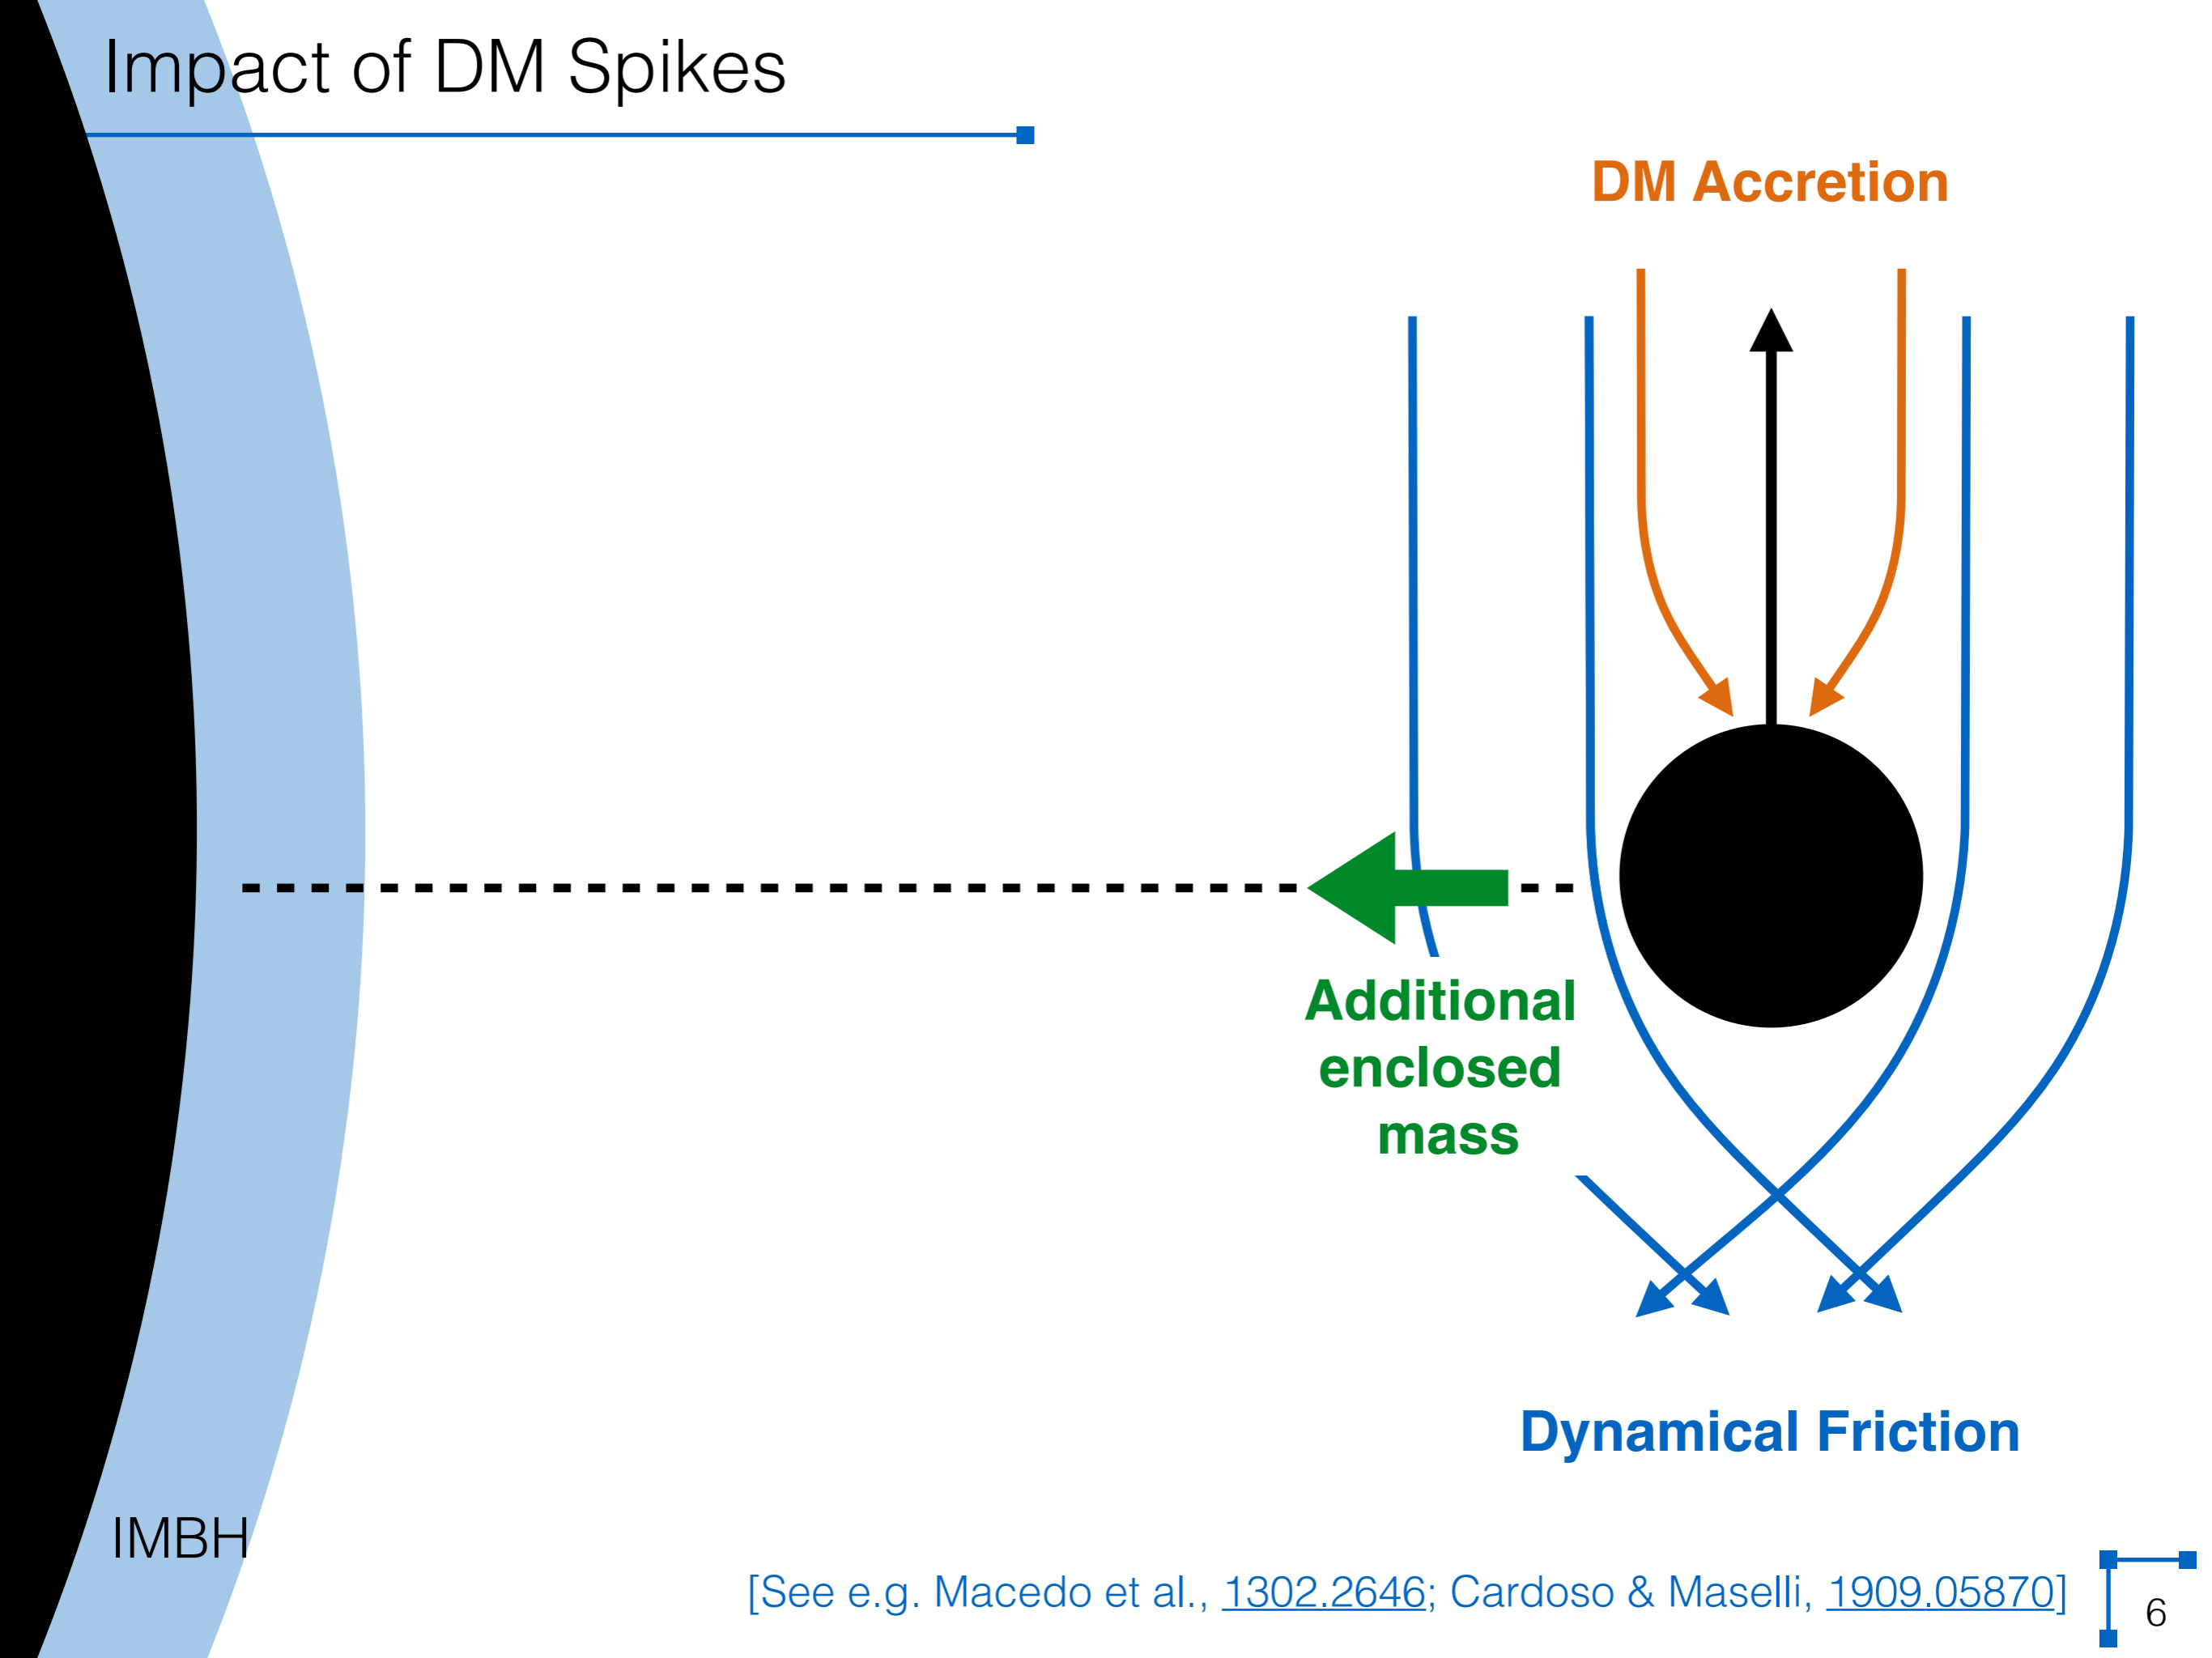 Impact of DM Spikes
DM Accretion
Additional
enclosed
mass
Dynamical Friction
IMBH
[See e.g. Macedo et al., 1302.2646; Cardoso & Maselli, 1909.05870]
6